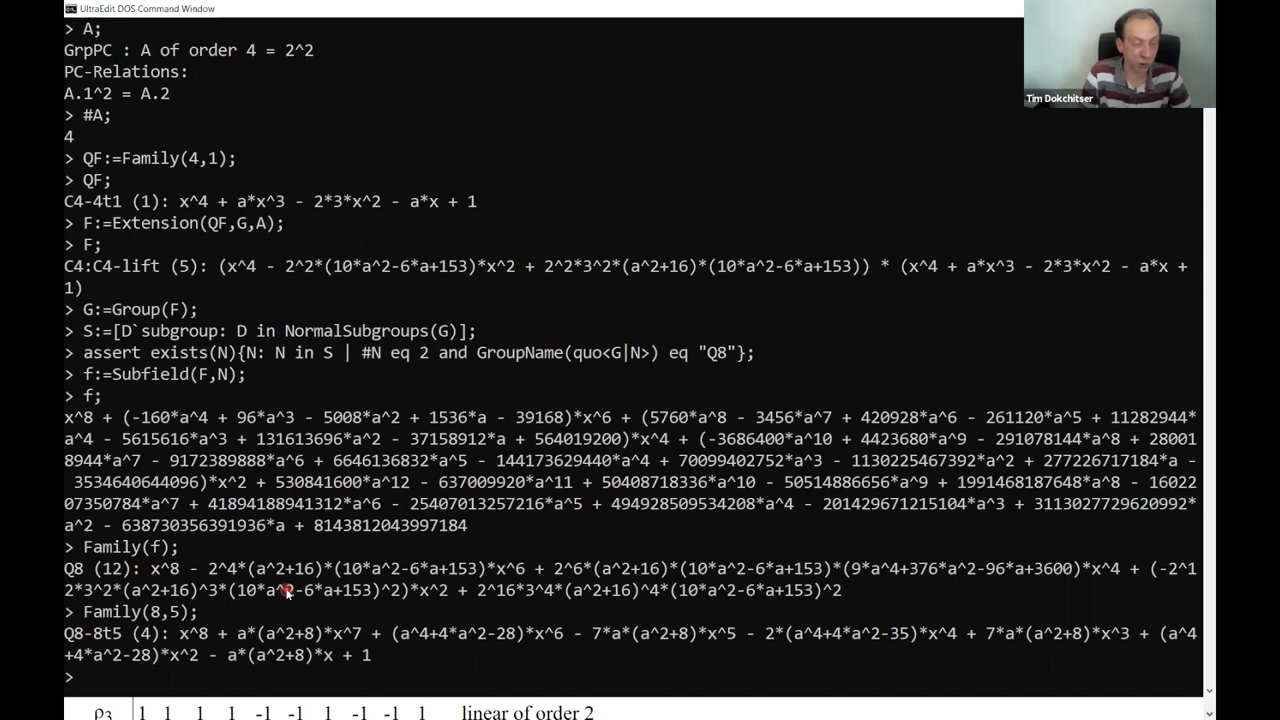 UltraEdit DOS Command Window
> A;
GrpPC : A of order 4 = 2^2
PC-Relations:
A.1^2 = A.2
> #A;
4
> QF:=Family(4,1);
> QF;
C4-4t1 (1): x^4 + a*x^3 - 2*3*x^2 - a*x + 1
> F:=Extension(QF,G,A);
> F;
C4:C4-lift (5): (x^4 - 2^2*(10*a^2-6*a+153)*x^2 + 2^2*3^2*(a^2+16)*(10*a^2-6*a+153)) * (x^4 + a*x^3 - 2*3*x^2 - a*x +
1)
> G:=Group(F);
> S:=[D`subgroup: D in NormalSubgroups(G)];
> assert exists(N){N: N in S | #N eq 2 and GroupName(quo<G|N>) eq "Q8"};
> f:=Subfield(F,N);
> f;
x^8 + (-160*a^4 + 96*a^3 - 5008*a^2 + 1536*a - 39168)*x^6 + (5760*a^8 - 3456*a^7 + 420928*a^6 - 261120*a^5 + 11282944*
a^4 - 5615616*a^3 + 131613696*a^2 - 37158912*a + 564019200)*x^4 + (-3686400*a^10 + 4423680*a^9 - 291078144*a^8 + 28001
8944*a^7 - 9172389888*a^6 + 6646136832*a^5 - 144173629440*a^4 + 70099402752*a^3 - 1130225467392*a^2 + 277226717184*a -
3534640644096)*x^2 + 530841600*a^12 - 637009920*a^11 + 50408718336*a^10 - 50514886656*a^9 + 1991468187648*a^8 - 16022
07350784*a^7 + 41894188941312*a^6 - 25407013257216*a^5 + 494928509534208*a^4 - 201429671215104*a^3 + 3113027729620992*
a^2 - 638730356391936*a + 8143812043997184
> Family(f);
Q8 (12): x^8 - 2^4*(a^2+16)*(10*a^2-6*a+153)*x^6 + 2^6*(a^2+16)*(10*a^2-6*a+153)*(9*a^4+376*a^2-96*a+3600)*x^4 + (-2^1
2*3^2*(a^2+16)^3*(10*a^2-6*a+153)^2)*x^2 + 2^16*3^4*(a^2+16)^4*(10*a^2-6*a+153)^2
> Family(8,5);
Q8-8t5 (4): x^8 + a*(a^2+8)*x^7 + (a^4+4*a^2-28)*x^6 - 7*a*(a^2+8)*x^5 - 2*(a^4+4*a^2-35)*x^4 + 7*a*(a^2+8)*x^3 + (a^4
+4*a^2-28)*x^2 - a*(a^2+8)*x + 1
>
Tim Dokchitser
ρ3 1 1 1 1 -1 -1 1 -1 -1 1 linear of order 2